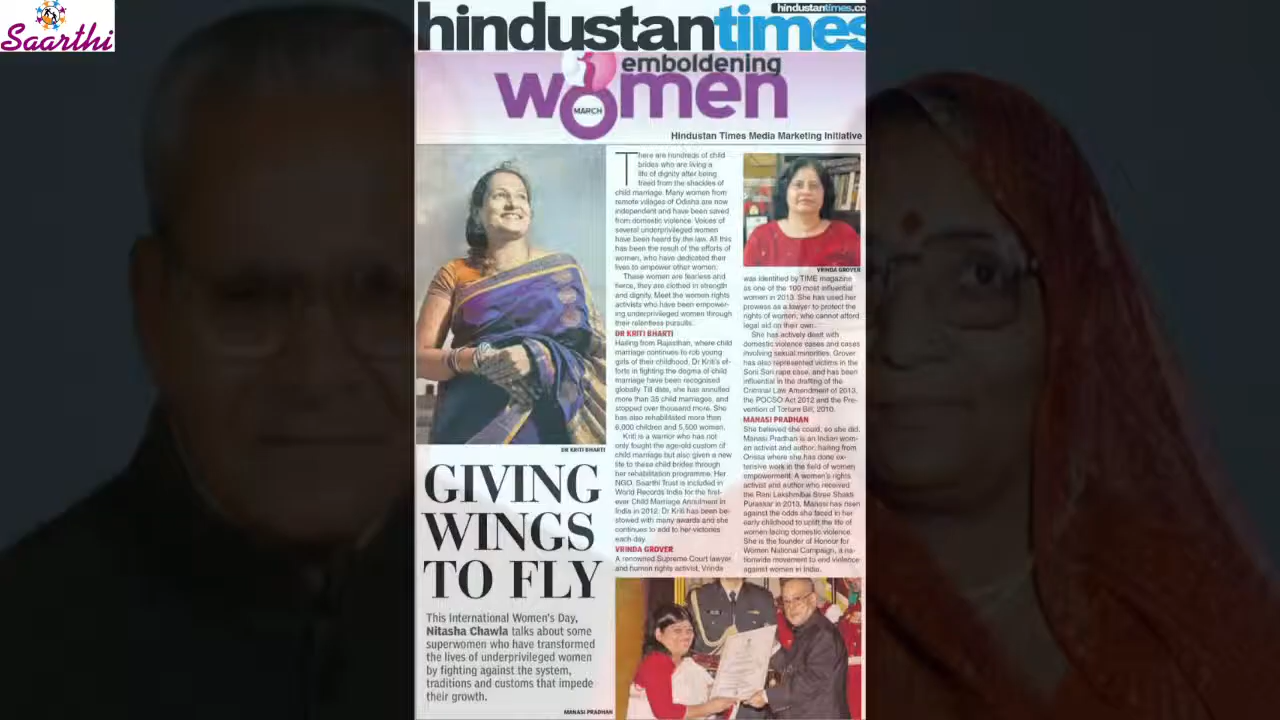 Saarthi
hindustantimes.co
hindustantimes
emboldening
women
MARCH
Hindustan Times Media Marketing Initiative
DR KRITI BHARTI
GIVING
WINGS
TO FLY
This International Women's Day,
Nitasha Chawla talks about some
superwomen who have transformed
the lives of underprivileged women
by fighting against the system,
traditions and customs that impede
their growth.
MANASI PRADHAN
There are hundreds of child
brides who are living a
life of dignity after being
freed from the shackles of
child marriage. Many women from
remote villages of Odisha are now
independent and have been saved
from domestic violence. Voices of
several underprivileged women
have been heard by the law. All this
has been the result of the efforts of
women, who have dedicated their
lives to empower other women.
These women are fearless and
fierce, they are clothed in strength
and dignity. Meet the women rights
activists who have been empower-
ing underprivileged women through
their relentless pursuits.
DR KRITI BHARTI
Hailing from Rajasthan, where child
marriage continues to rob young
girls of their childhood, Dr Kriti's ef-
forts in fighting the dogma of child
marriage have been recognised
globally. Till date, she has annulled
more than 35 child marriages, and
stopped over thousand more. She
has also rehabilitated more than
6,000 children and 5,500 women.
Kriti is a warrior who has not
only fought the age-old custom of
child marriage but also given a new
life to these child brides through
her rehabilitation programme. Her
NGO, Saarthi Trust is included in
World Records India for the first-
ever Child Marriage Annulment in
India in 2012. Dr Kriti has been be-
stowed with many awards and she
continues to add to her victories
each day.
VRINDA GROVER
A renowned Supreme Court lawyer
and human rights activist, Vrinda
VRINDA GROVER
was identified by TIME magazine
as one of the 100 most influential
women in 2013. She has used her
prowess as a lawyer to protect the
rights of women, who cannot afford
legal aid on their own.
She has actively dealt with
domestic violence cases and cases
involving sexual minorities. Grover
has also represented victims in the
Soni Sori rape case, and has been
influential in the drafting of the
Criminal Law Amendment of 2013,
the POCSO Act 2012 and the Pre-
vention of Torture Bill, 2010.
MANASI PRADHAN
She believed she could, so she did.
Manasi Pradhan is an Indian wom-
en activist and author, hailing from
Orissa where she has done ex-
tensive work in the field of women
empowerment. A women's rights
activist and author who received
the Rani Lakshmibai Stree Shakti
Puraskar in 2013, Manasi has risen
against the odds she faced in her
early childhood to uplift the life of
women facing domestic violence.
She is the founder of Honour for
Women National Campaign, a na-
tionwide movement to end violence
against women in India.